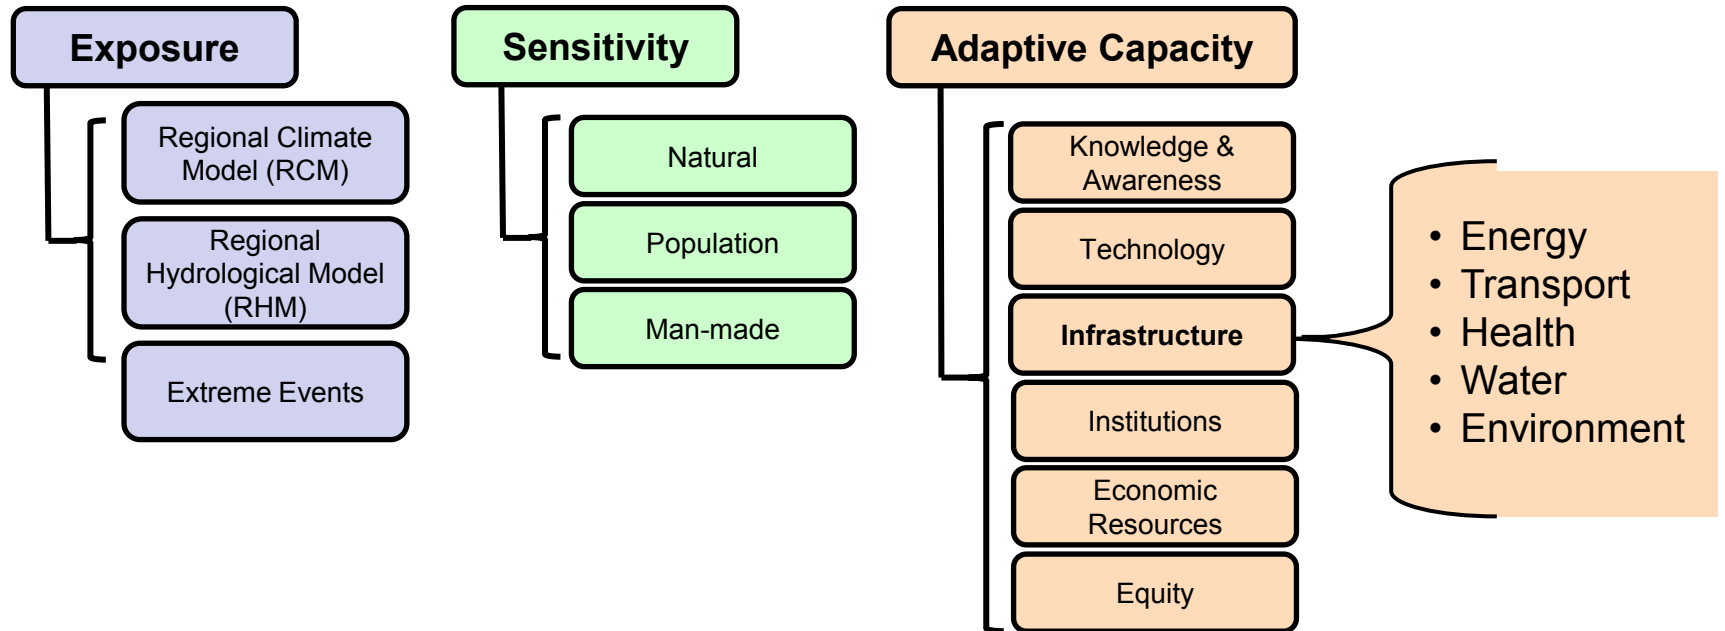 Exposure
Regional Climate
Model (RCM)
Regional
Hydrological Model
(RHM)
Extreme Events
Sensitivity
Natural
Population
Man-made
Adaptive Capacity
Knowledge &
Awareness
Technology
Infrastructure
Institutions
Economic
Resources
Equity
• Energy
• Transport
• Health
• Water
• Environment